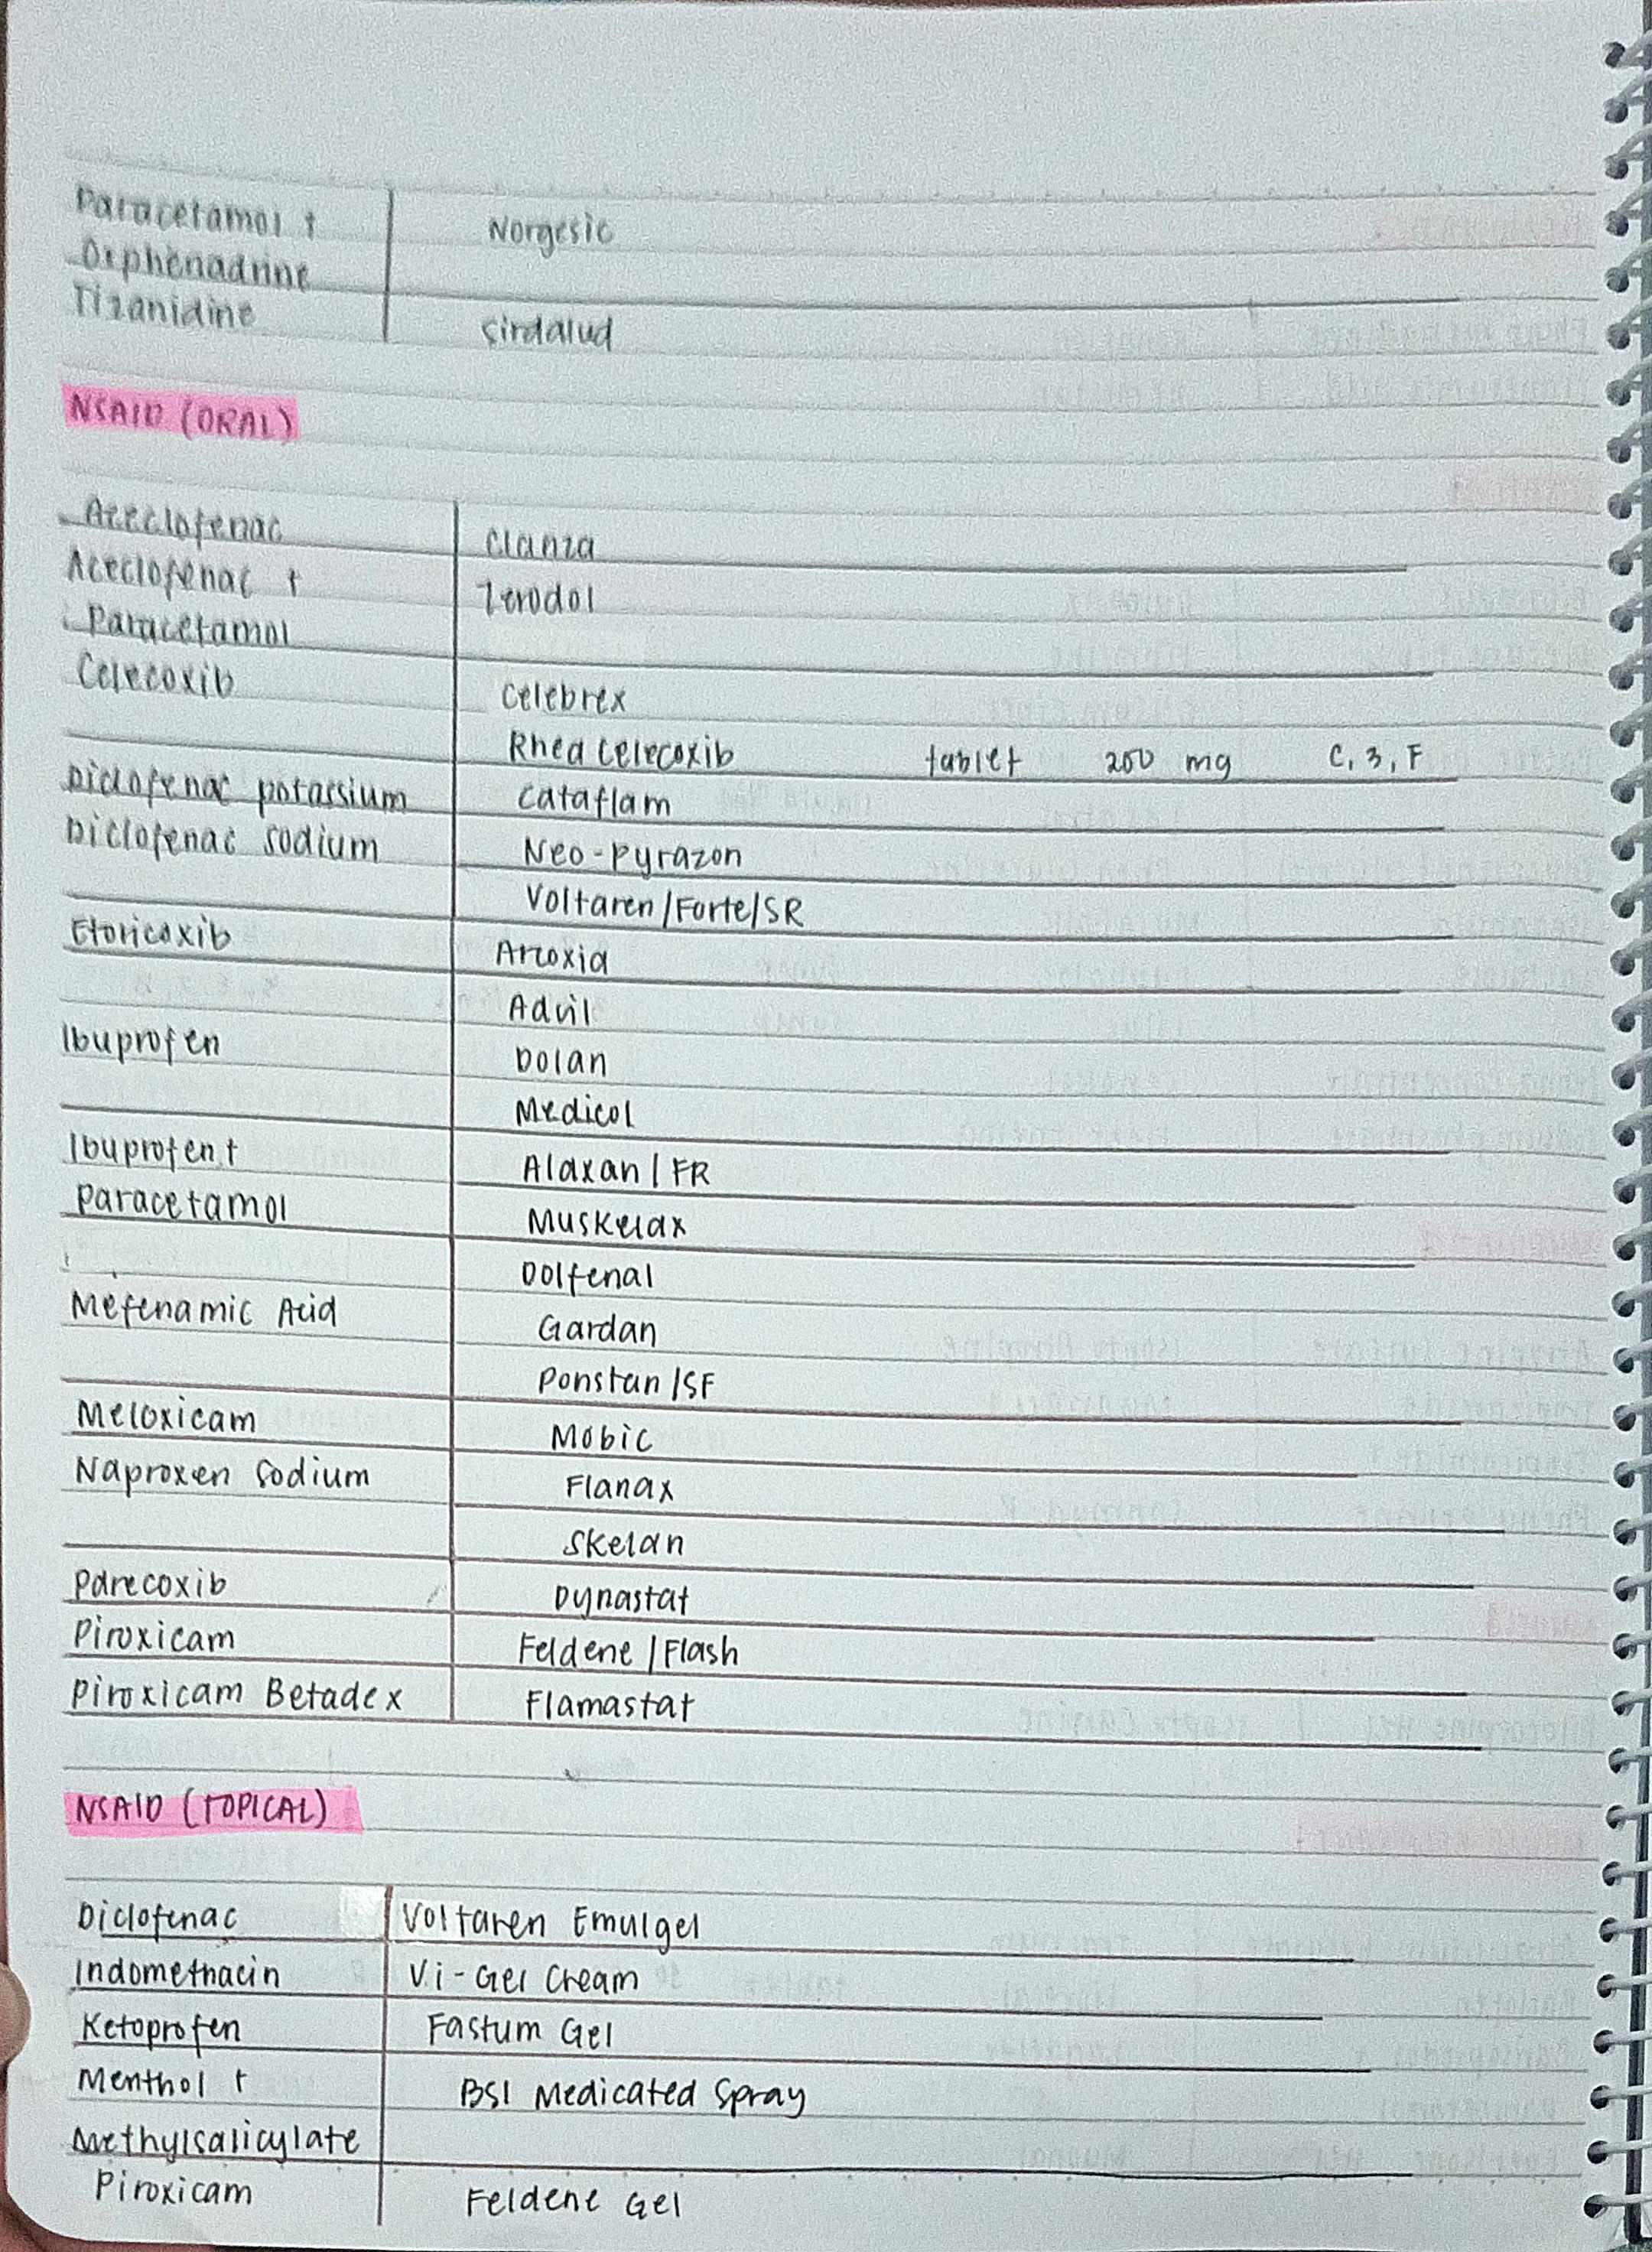 Paracetamol +
Norgesic
Orphenadrine
Tizanidine
Sirdalud
NSAID (ORAL)
Aceclofenac
Clanza
Aceclofenac +
Zerodol
Paracetamol
Celecoxib
Celebrex
Rhea celecoxib tablet 200 mg C, 3, F
Diclofenac potassium
Cataflam
Diclofenac sodium
Neo-pyrazon
Voltaren/Forte/SR
Etoricoxib
Arcoxia
Advil
Ibuprofen
Dolan
Medicol
Ibuprofen +
Alaxan/FR
Paracetamol
Muskelax
Dolfenal
Mefenamic Acid
Gardan
Ponstan/SF
Meloxicam
Mobic
Naproxen Sodium
Flanax
Skelan
Parecoxib
Dynastat
Piroxicam
Feldene/Flash
Piroxicam Betadex
Flamastat
NSAID (TOPICAL)
Diclofenac
Voltaren Emulgel
Indomethacin
Vi-Gel Cream
Ketoprofen
Fastum Gel
Menthol +
BSI Medicated Spray
Methylsalicylate
Piroxicam
Feldene Gel